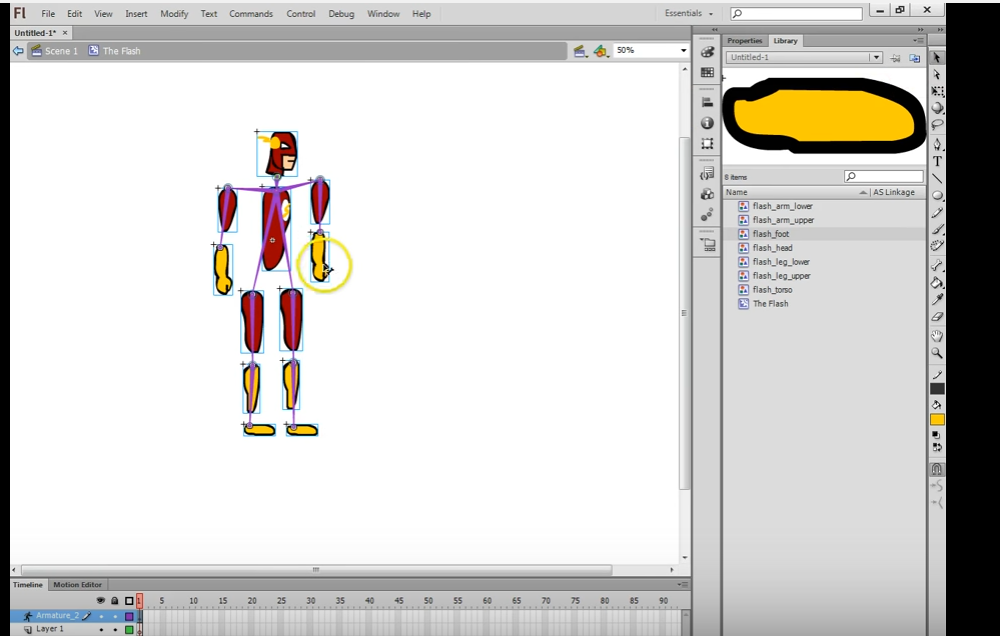 Fl File Edit View Insert Modify Text Commands Control Debug Window Help Essentials
Untitled-1* ×
Scene 1 The Flash 50%
Properties Library
Untitled-1
8 items
Name AS Linkage
flash_arm_lower
flash_arm_upper
flash_foot
flash_head
flash_leg_lower
flash_leg_upper
flash_torso
The Flash
Timeline Motion Editor
1 5 10 15 20 25 30 35 40 45 50 55 60 65 70 75 80 85 90
Armature_2
Layer 1